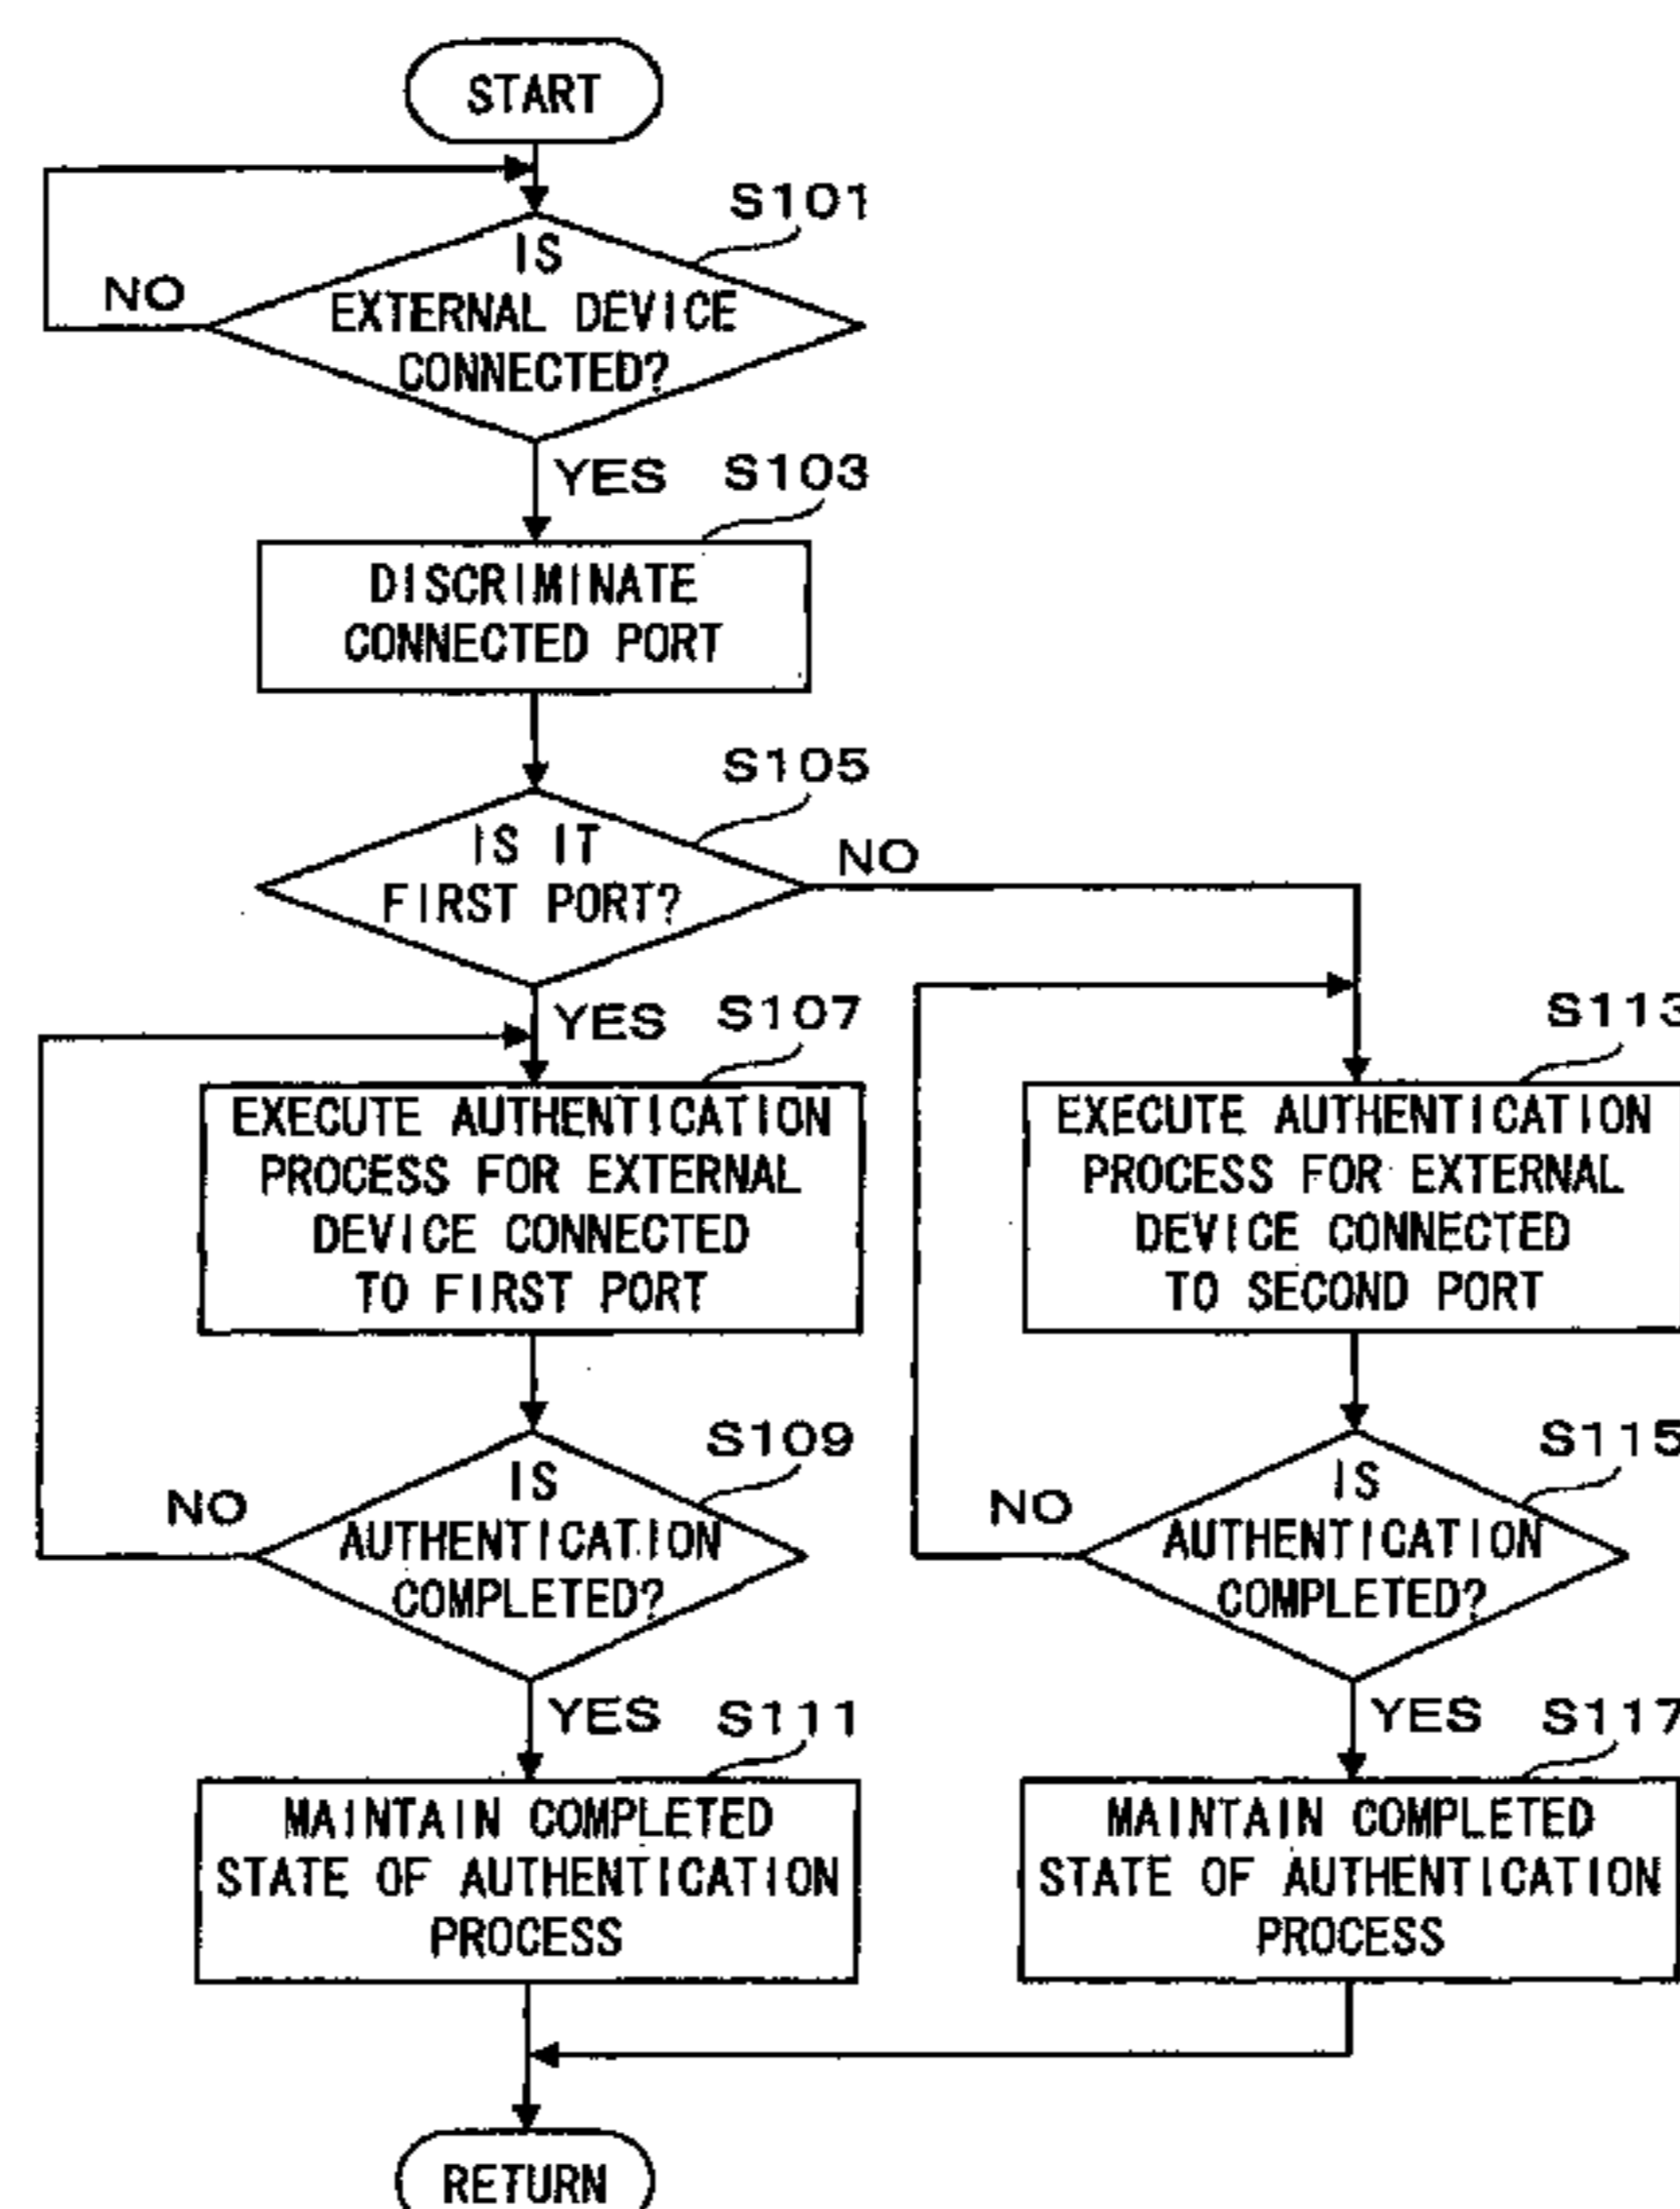 START
S101
IS
EXTERNAL DEVICE
CONNECTED?
NO
YES
S103
DISCRIMINATE
CONNECTED PORT
S105
IS IT
FIRST PORT?
NO
YES
S107
EXECUTE AUTHENTICATION
PROCESS FOR EXTERNAL
DEVICE CONNECTED
TO FIRST PORT
S109
IS
AUTHENTICATION
COMPLETED?
NO
YES
S111
MAINTAIN COMPLETED
STATE OF AUTHENTICATION
PROCESS
S113
EXECUTE AUTHENTICATION
PROCESS FOR EXTERNAL
DEVICE CONNECTED
TO SECOND PORT
S115
IS
AUTHENTICATION
COMPLETED?
NO
YES
S117
MAINTAIN COMPLETED
STATE OF AUTHENTICATION
PROCESS
RETURN